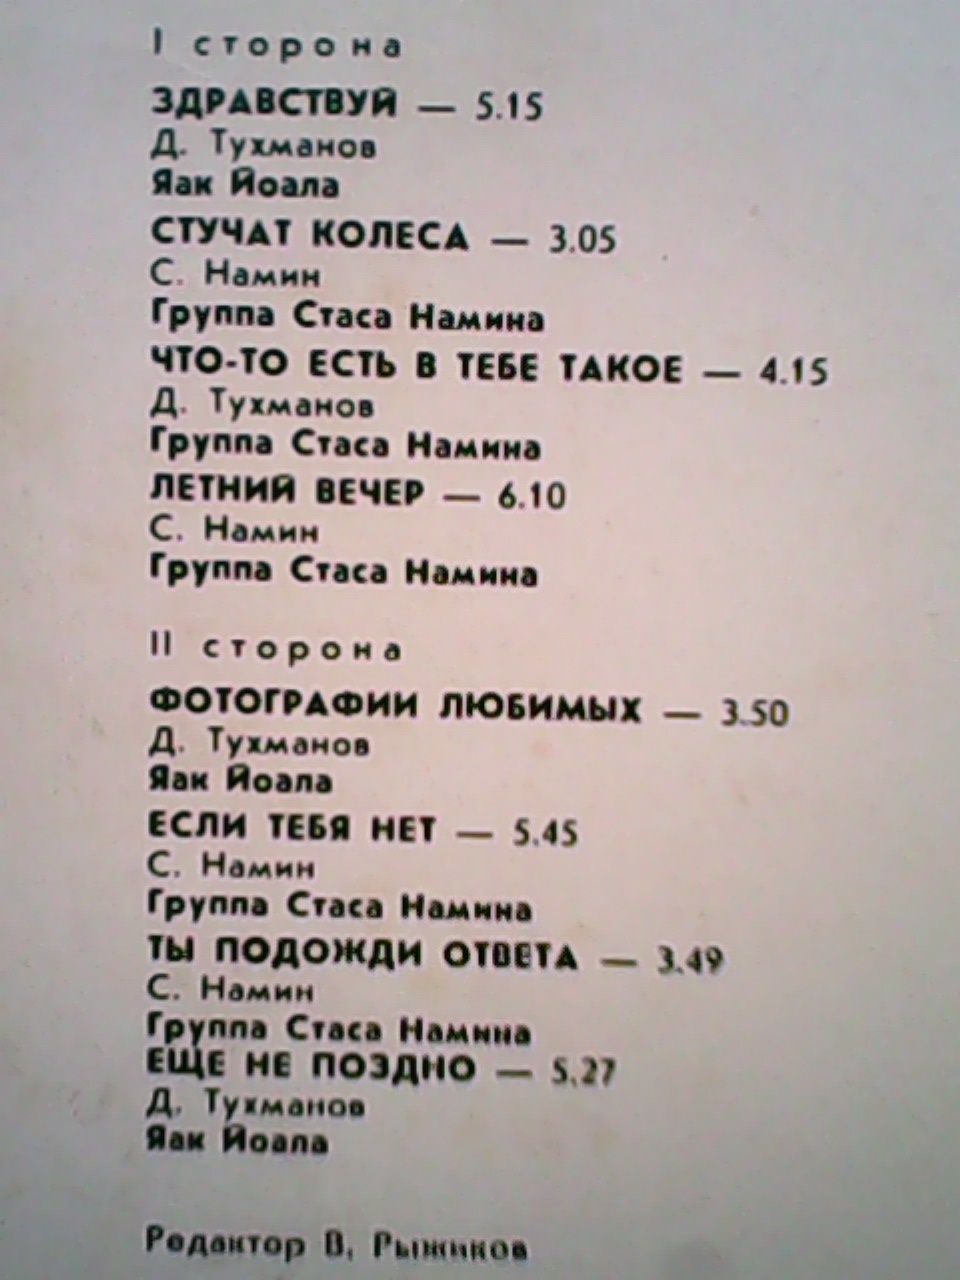 I сторона
ЗДРАВСТВУЙ — 5.15
Д. Тухманов
Яак Йоала
СТУЧАТ КОЛЕСА — 3.05
С. Намин
Группа Стаса Намина
ЧТО-ТО ЕСТЬ В ТЕБЕ ТАКОЕ — 4.15
Д. Тухманов
Группа Стаса Намина
ЛЕТНИЙ ВЕЧЕР — 6.10
С. Намин
Группа Стаса Намина
II сторона
ФОТОГРАФИИ ЛЮБИМЫХ — 3.50
Д. Тухманов
Яак Йоала
ЕСЛИ ТЕБЯ НЕТ — 5.45
С. Намин
Группа Стаса Намина
ТЫ ПОДОЖДИ ОТВЕТА — 3.49
С. Намин
Группа Стаса Намина
ЕЩЕ НЕ ПОЗДНО — 5.27
Д. Тухманов
Яак Йоала
Редактор В. Рыжиков